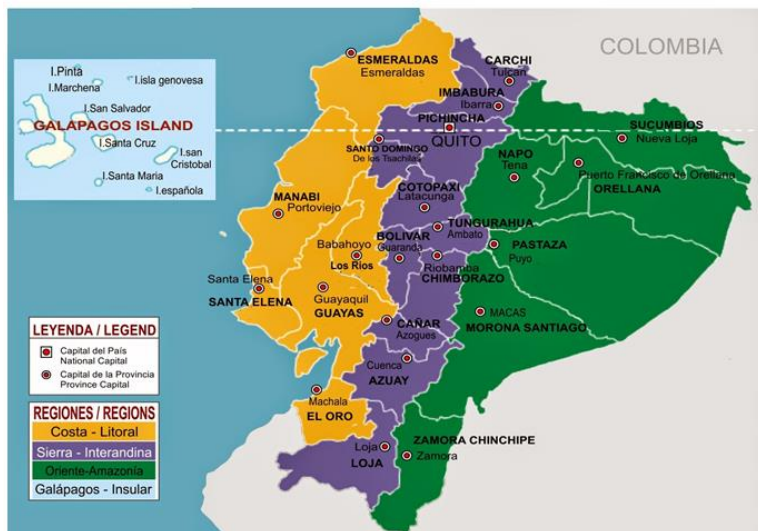 COLOMBIA
I.Pinta
I.Marchena
I.isla genovesa
I.San Salvador
GALAPAGOS ISLAND
I.Santa Cruz
I.san
Cristobal
I.Santa Maria
I.española
ESMERALDAS
Esmeraldas
CARCHI
Tulcan
IMBABURA
Ibarra
PICHINCHA
QUITO
SANTO DOMINGO
De los Tsachilas
SUCUMBIOS
Nueva Loja
NAPO
Tena
Puerto Francisco de Orellana
ORELLANA
COTOPAXI
Latacunga
MANABI
Portoviejo
TUNGURAHUA
Ambato
BOLIVAR
Guaranda
PASTAZA
Puyo
Babahoyo
Los Rios
Riobamba
CHIMBORAZO
Santa Elena
SANTA ELENA
Guayaquil
GUAYAS
MACAS
MORONA SANTIAGO
CAÑAR
Azogues
Cuenca
AZUAY
Machala
EL ORO
Loja
LOJA
ZAMORA CHINCHIPE
Zamora
LEYENDA / LEGEND
Capital del País
National Capital
Capital de la Provincia
Province Capital
REGIONES / REGIONS
Costa - Litoral
Sierra - Interandina
Oriente-Amazonía
Galápagos - Insular